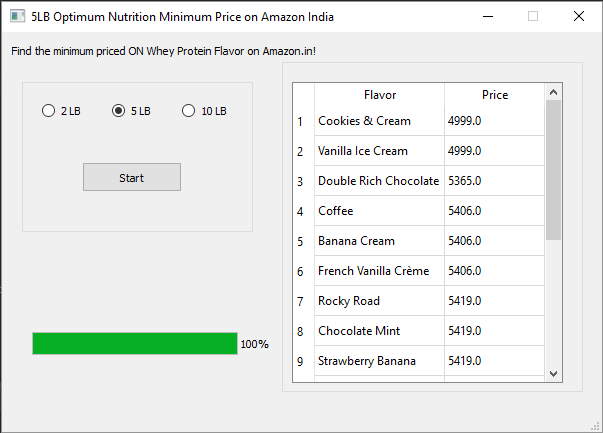 5LB Optimum Nutrition Minimum Price on Amazon India
Find the minimum priced ON Whey Protein Flavor on Amazon.in!
2 LB 5 LB 10 LB
Start
100%
Flavor Price
1 Cookies & Cream 4999.0
2 Vanilla Ice Cream 4999.0
3 Double Rich Chocolate 5365.0
4 Coffee 5406.0
5 Banana Cream 5406.0
6 French Vanilla Crème 5406.0
7 Rocky Road 5419.0
8 Chocolate Mint 5419.0
9 Strawberry Banana 5419.0